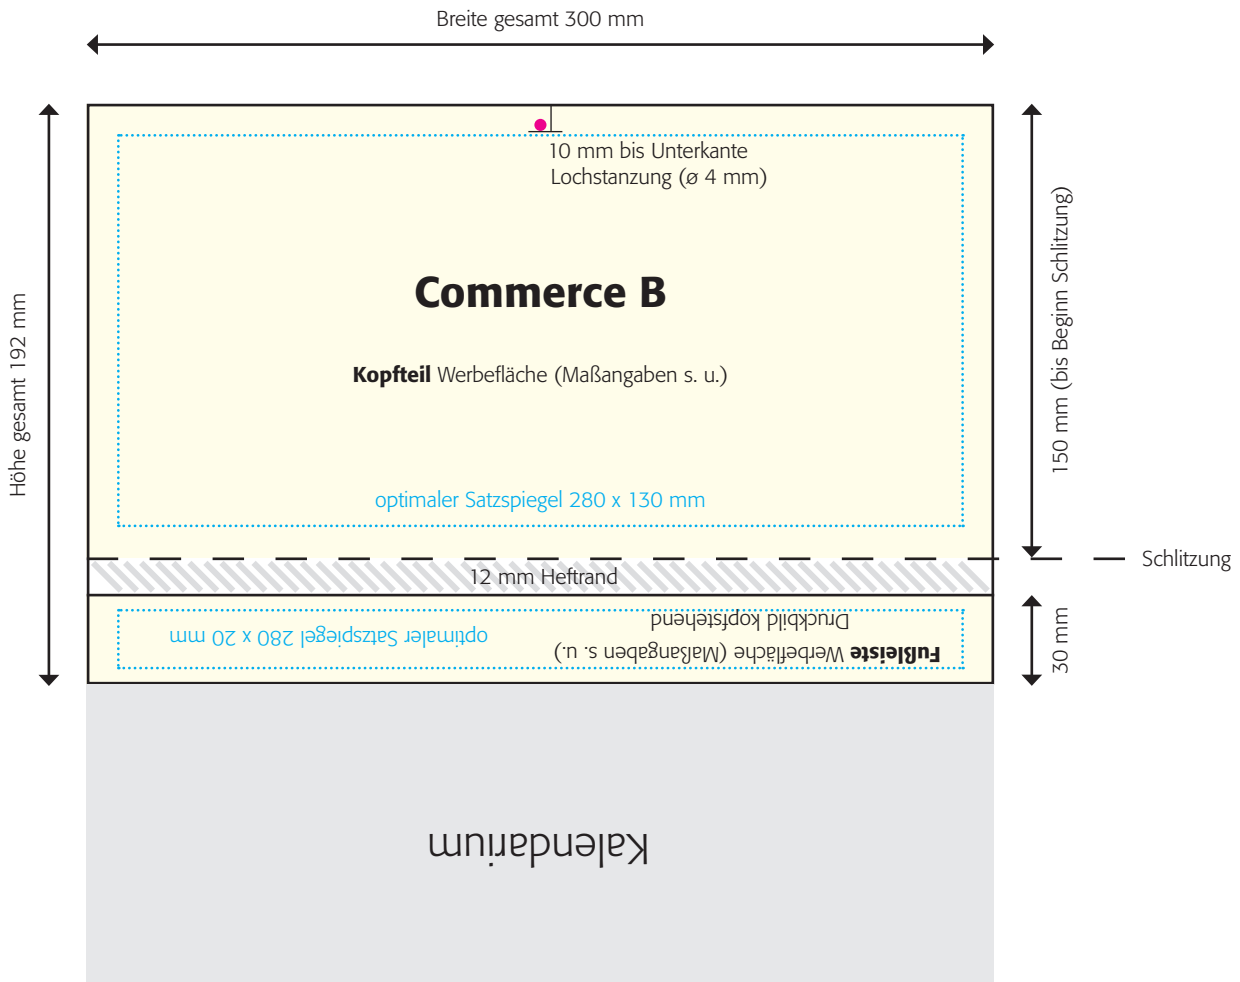 Breite gesamt 300 mm
10 mm bis Unterkante
Lochstanzung (ø 4 mm)
Commerce B
Kopfteil Werbefläche (Maßangaben s. u.)
optimaler Satzspiegel 280 x 130 mm
Höhe gesamt 192 mm
150 mm (bis Beginn Schlitzung)
Schlitzung
12 mm Heftrand
30 mm
Fußleiste Werbefläche (Maßangaben s. u.)
Druckbild kopfstehend
optimaler Satzspiegel 280 x 20 mm
Kalendarium